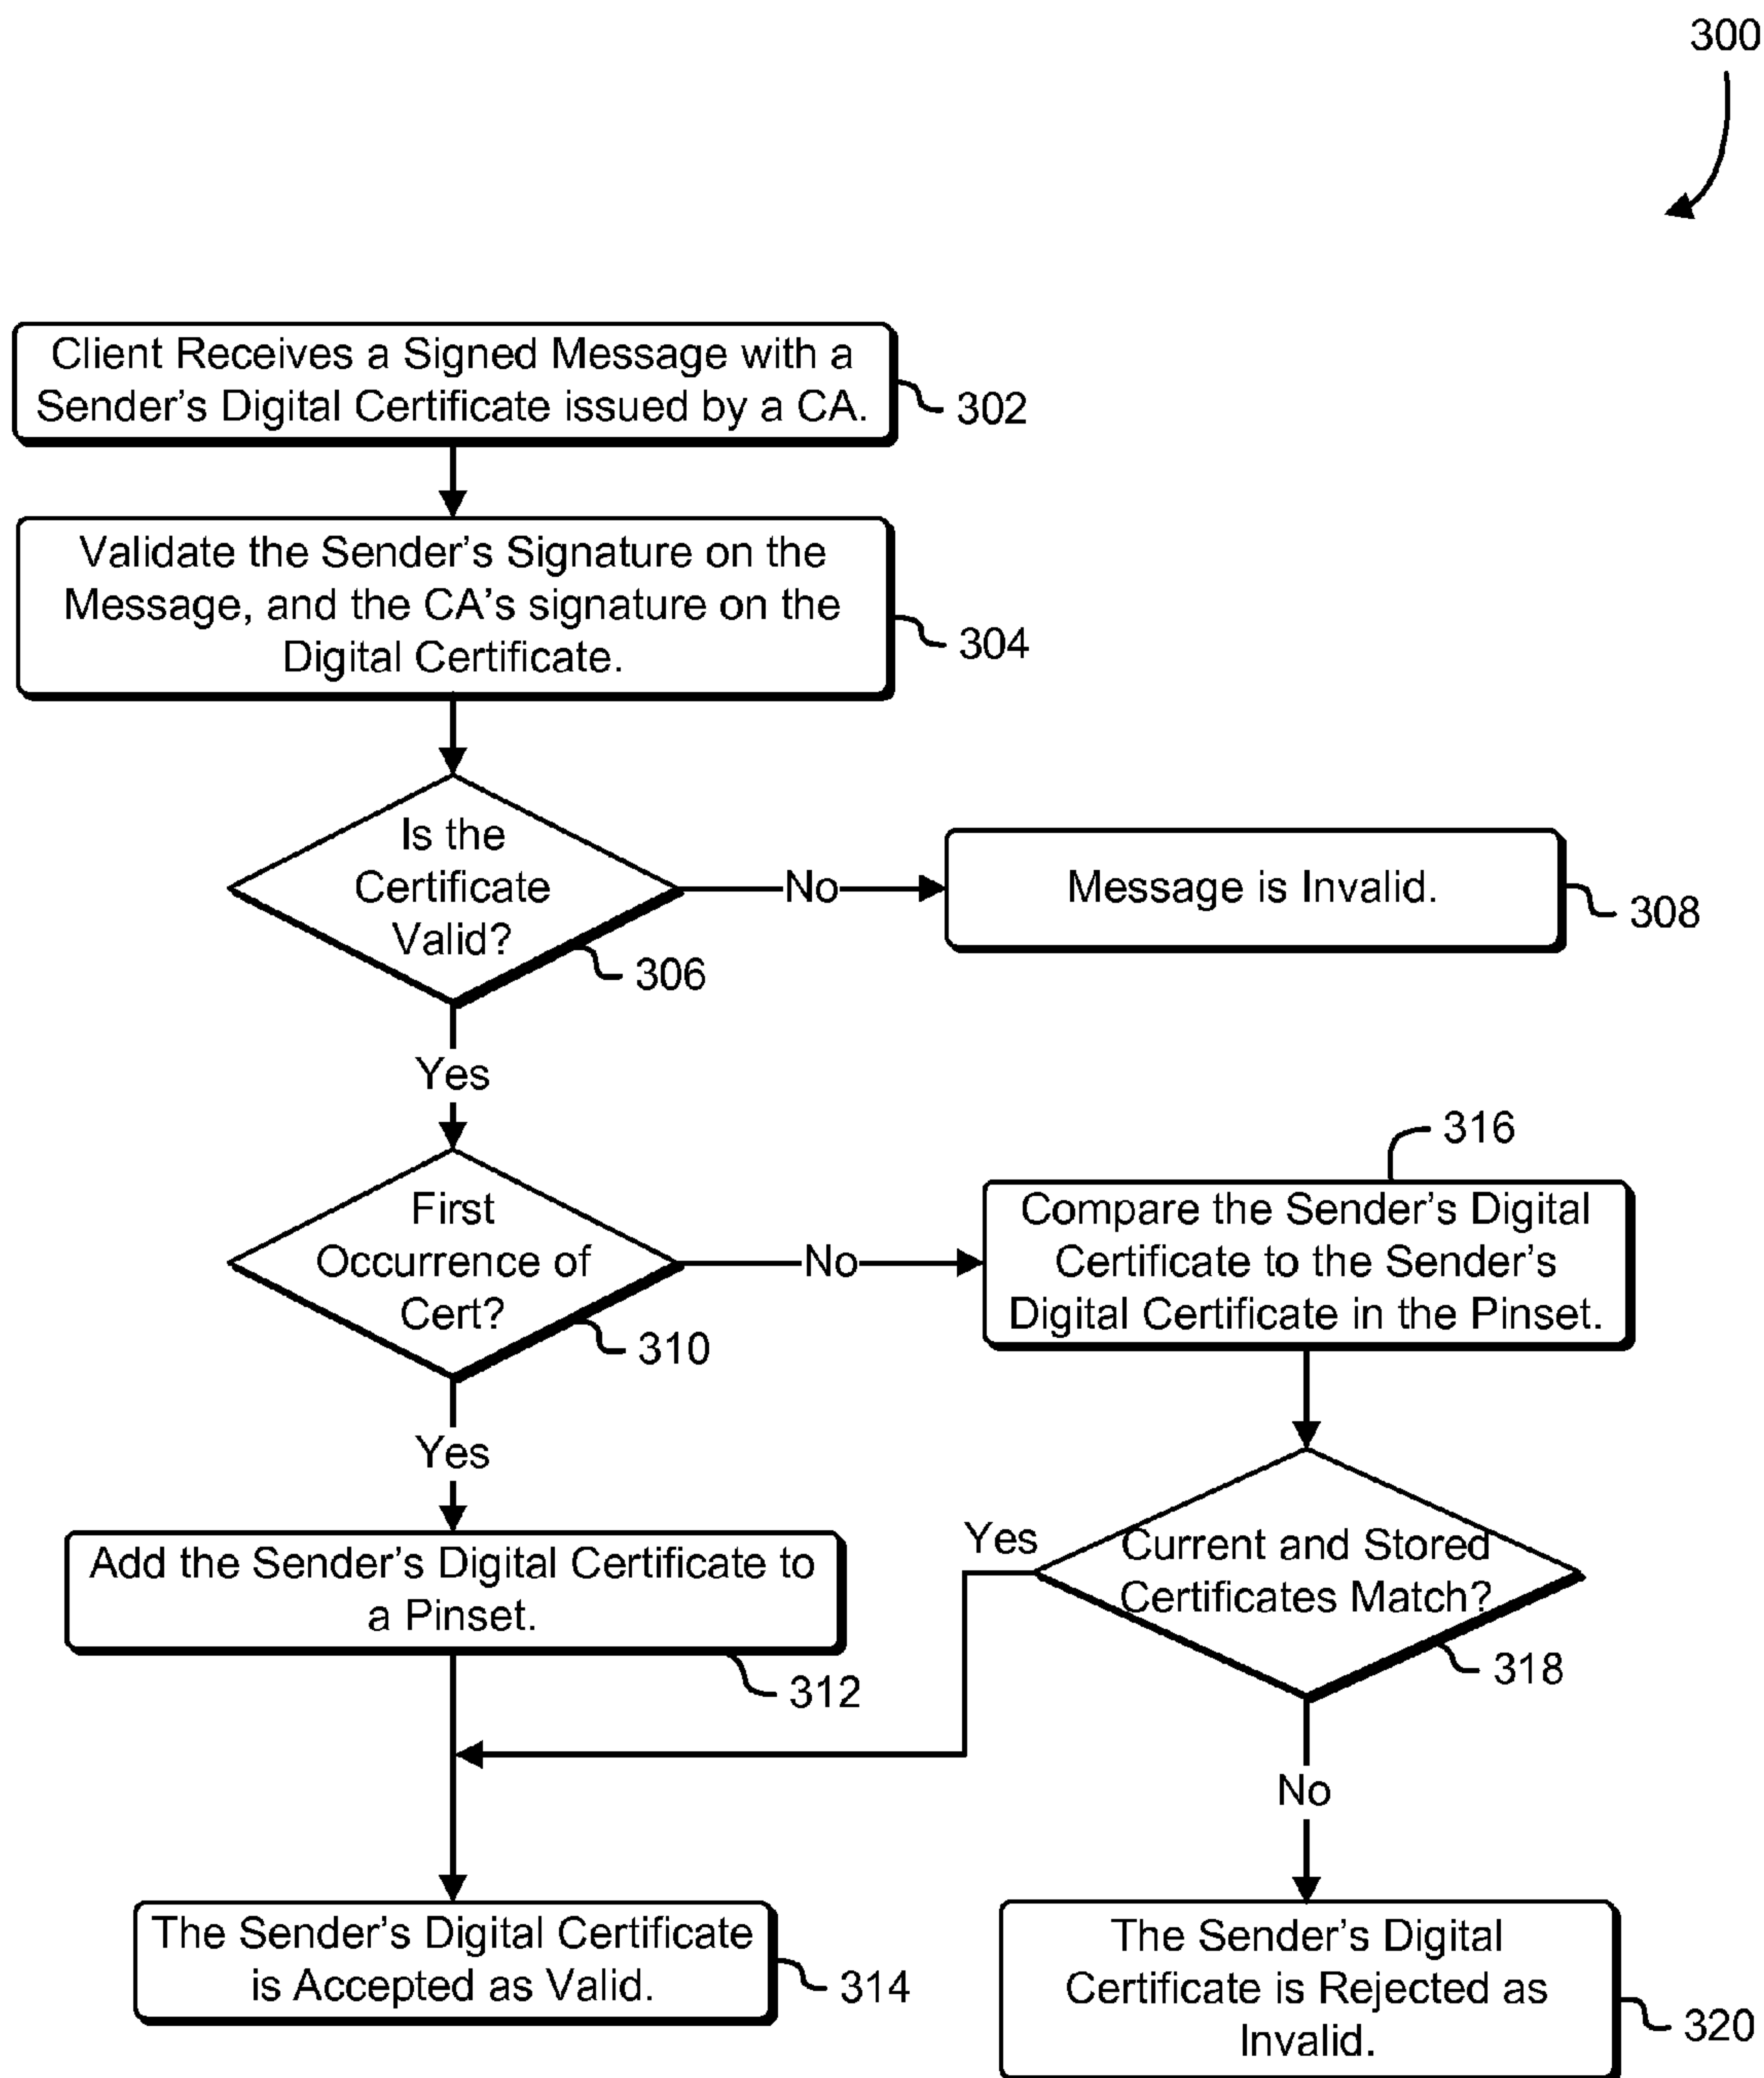 300
Client Receives a Signed Message with a
Sender's Digital Certificate issued by a CA.
302
Validate the Sender's Signature on the
Message, and the CA's signature on the
Digital Certificate.
304
Is the
Certificate
Valid?
306
No
Message is Invalid.
308
Yes
First
Occurrence of
Cert?
310
No
316
Compare the Sender's Digital
Certificate to the Sender's
Digital Certificate in the Pinset.
Yes
Add the Sender's Digital Certificate to
a Pinset.
312
Yes
Current and Stored
Certificates Match?
318
No
The Sender's Digital Certificate
is Accepted as Valid.
314
The Sender's Digital
Certificate is Rejected as
Invalid.
320